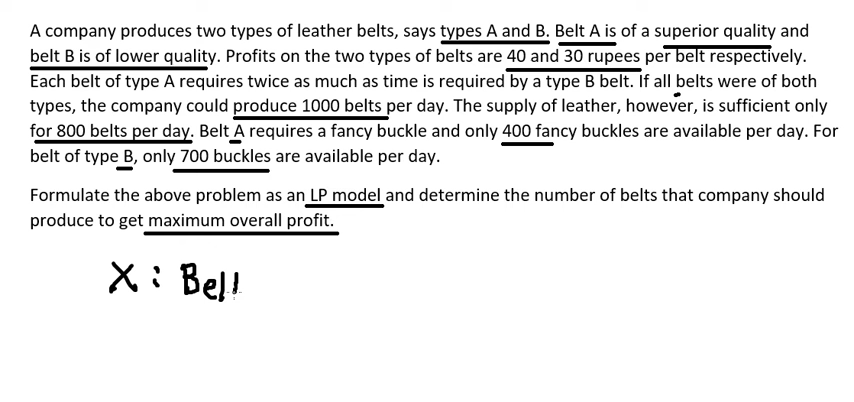 A company produces two types of leather belts, says types A and B. Belt A is of a superior quality and
belt B is of lower quality. Profits on the two types of belts are 40 and 30 rupees per belt respectively.
Each belt of type A requires twice as much as time is required by a type B belt. If all belts were of both
types, the company could produce 1000 belts per day. The supply of leather, however, is sufficient only
for 800 belts per day. Belt A requires a fancy buckle and only 400 fancy buckles are available per day. For
belt of type B, only 700 buckles are available per day.
Formulate the above problem as an LP model and determine the number of belts that company should
produce to get maximum overall profit.
X : Bell